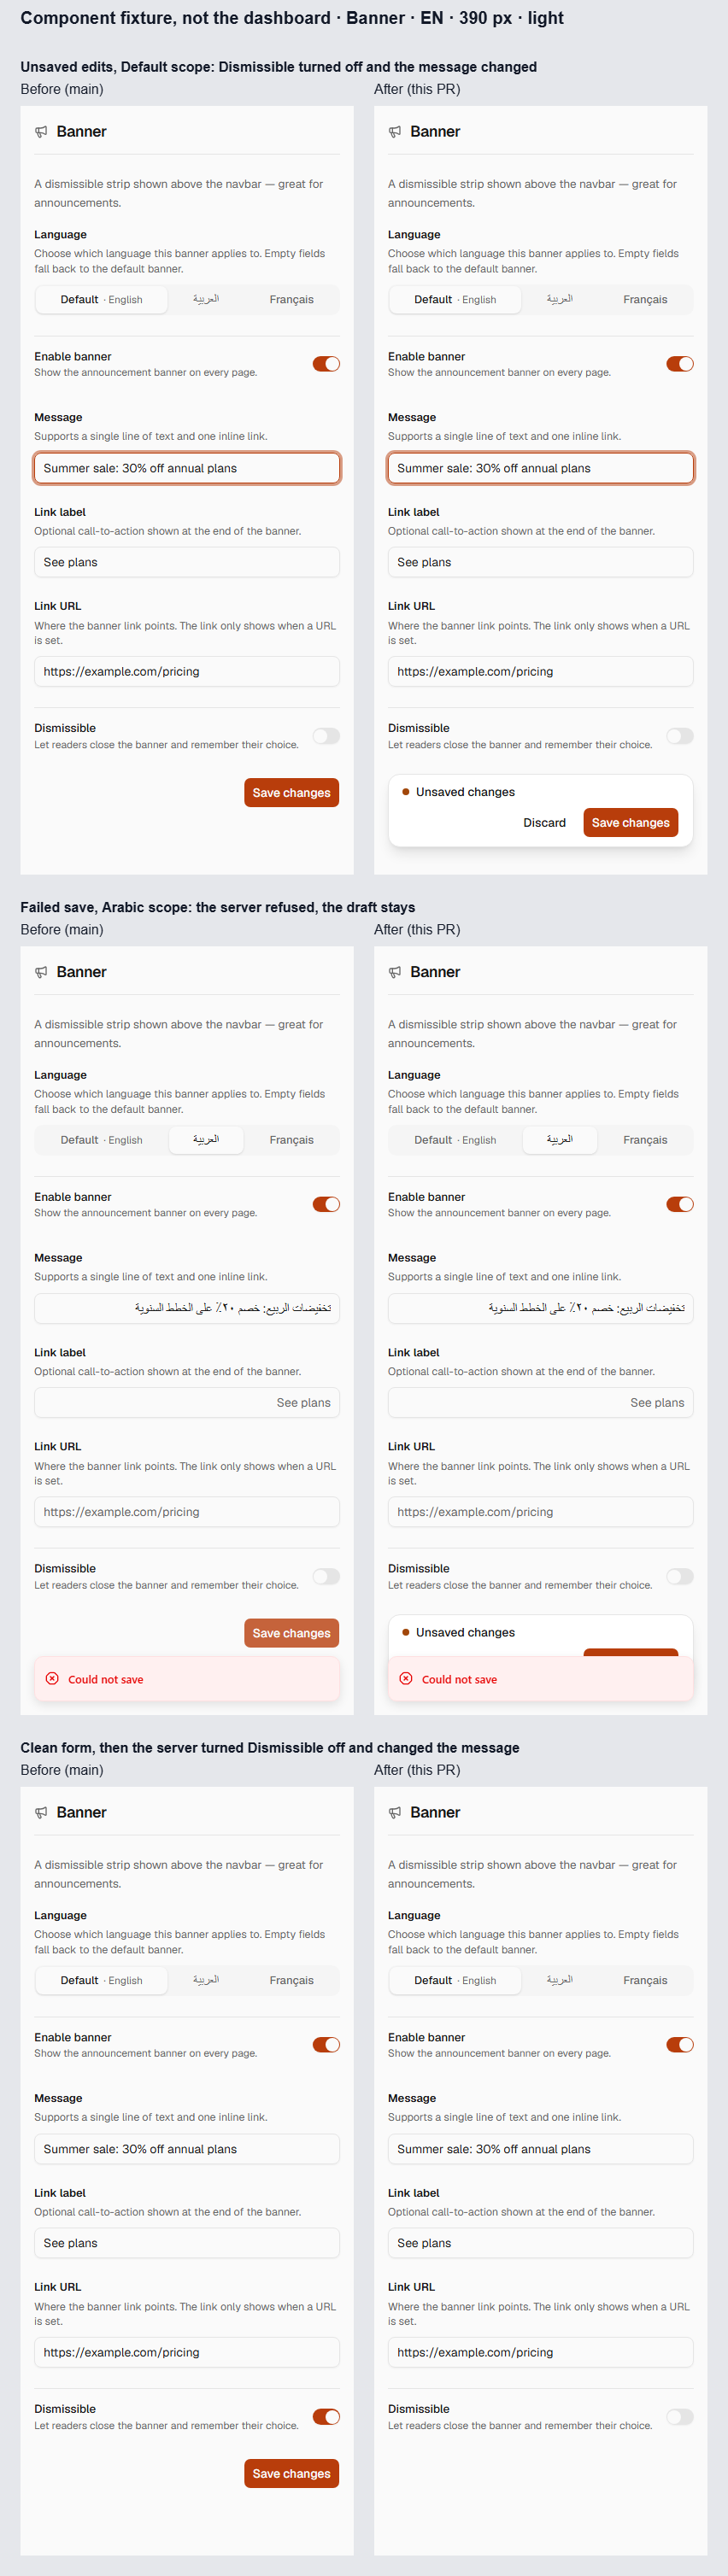 Component fixture, not the dashboard · Banner · EN · 390 px · light
Unsaved edits, Default scope: Dismissible turned off and the message changed
Before (main)
Banner
A dismissible strip shown above the navbar — great for
announcements.
Language
Choose which language this banner applies to. Empty fields
fall back to the default banner.
Default · English العربية Français
Enable banner
Show the announcement banner on every page.
Message
Supports a single line of text and one inline link.
Summer sale: 30% off annual plans
Link label
Optional call-to-action shown at the end of the banner.
See plans
Link URL
Where the banner link points. The link only shows when a URL
is set.
https://example.com/pricing
Dismissible
Let readers close the banner and remember their choice.
Save changes
After (this PR)
Banner
A dismissible strip shown above the navbar — great for
announcements.
Language
Choose which language this banner applies to. Empty fields
fall back to the default banner.
Default · English العربية Français
Enable banner
Show the announcement banner on every page.
Message
Supports a single line of text and one inline link.
Summer sale: 30% off annual plans
Link label
Optional call-to-action shown at the end of the banner.
See plans
Link URL
Where the banner link points. The link only shows when a URL
is set.
https://example.com/pricing
Dismissible
Let readers close the banner and remember their choice.
Unsaved changes
Discard Save changes
Failed save, Arabic scope: the server refused, the draft stays
Before (main)
Banner
A dismissible strip shown above the navbar — great for
announcements.
Language
Choose which language this banner applies to. Empty fields
fall back to the default banner.
Default · English العربية Français
Enable banner
Show the announcement banner on every page.
Message
Supports a single line of text and one inline link.
تخفيضات الربيع: خصم ٢٠٪ على الخطط السنوية
Link label
Optional call-to-action shown at the end of the banner.
See plans
Link URL
Where the banner link points. The link only shows when a URL
is set.
https://example.com/pricing
Dismissible
Let readers close the banner and remember their choice.
Save changes
Could not save
After (this PR)
Banner
A dismissible strip shown above the navbar — great for
announcements.
Language
Choose which language this banner applies to. Empty fields
fall back to the default banner.
Default · English العربية Français
Enable banner
Show the announcement banner on every page.
Message
Supports a single line of text and one inline link.
تخفيضات الربيع: خصم ٢٠٪ على الخطط السنوية
Link label
Optional call-to-action shown at the end of the banner.
See plans
Link URL
Where the banner link points. The link only shows when a URL
is set.
https://example.com/pricing
Dismissible
Let readers close the banner and remember their choice.
Unsaved changes
Could not save
Clean form, then the server turned Dismissible off and changed the message
Before (main)
Banner
A dismissible strip shown above the navbar — great for
announcements.
Language
Choose which language this banner applies to. Empty fields
fall back to the default banner.
Default · English العربية Français
Enable banner
Show the announcement banner on every page.
Message
Supports a single line of text and one inline link.
Summer sale: 30% off annual plans
Link label
Optional call-to-action shown at the end of the banner.
See plans
Link URL
Where the banner link points. The link only shows when a URL
is set.
https://example.com/pricing
Dismissible
Let readers close the banner and remember their choice.
Save changes
After (this PR)
Banner
A dismissible strip shown above the navbar — great for
announcements.
Language
Choose which language this banner applies to. Empty fields
fall back to the default banner.
Default · English العربية Français
Enable banner
Show the announcement banner on every page.
Message
Supports a single line of text and one inline link.
Summer sale: 30% off annual plans
Link label
Optional call-to-action shown at the end of the banner.
See plans
Link URL
Where the banner link points. The link only shows when a URL
is set.
https://example.com/pricing
Dismissible
Let readers close the banner and remember their choice.